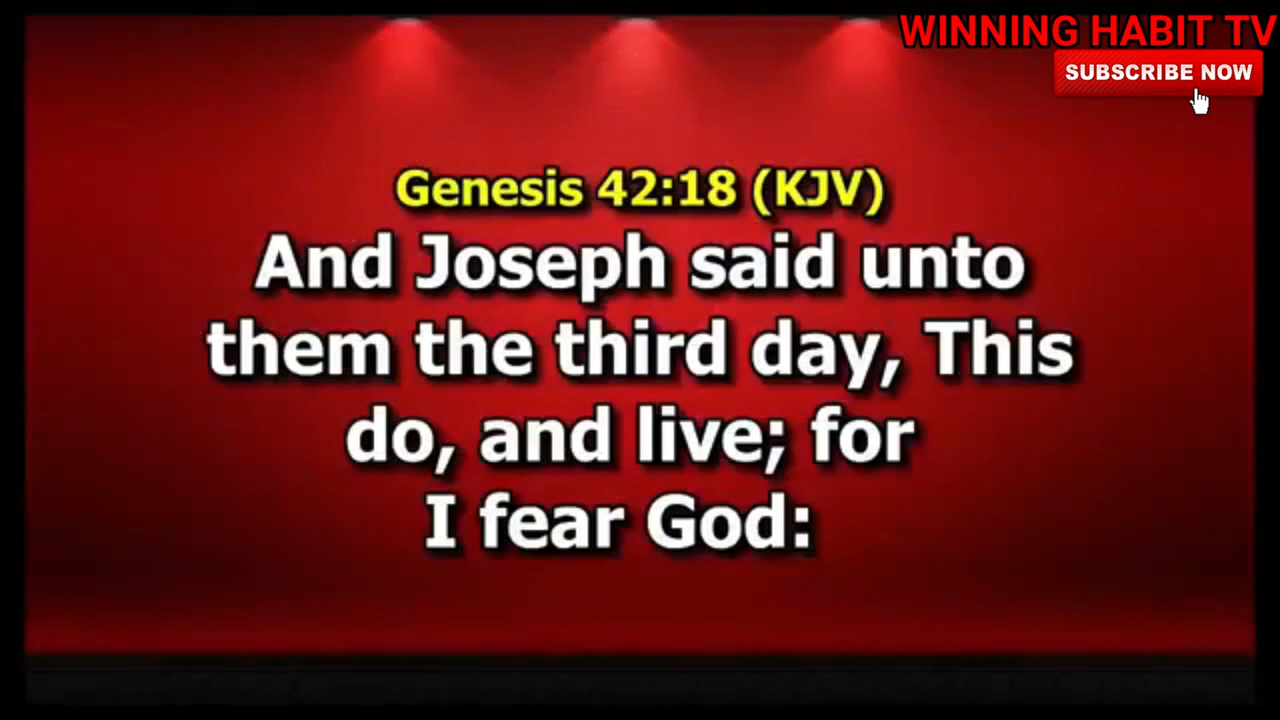 WINNING HABIT TV
SUBSCRIBE NOW
Genesis 42:18 (KJV)
And Joseph said unto
them the third day, This
do, and live; for
I fear God: